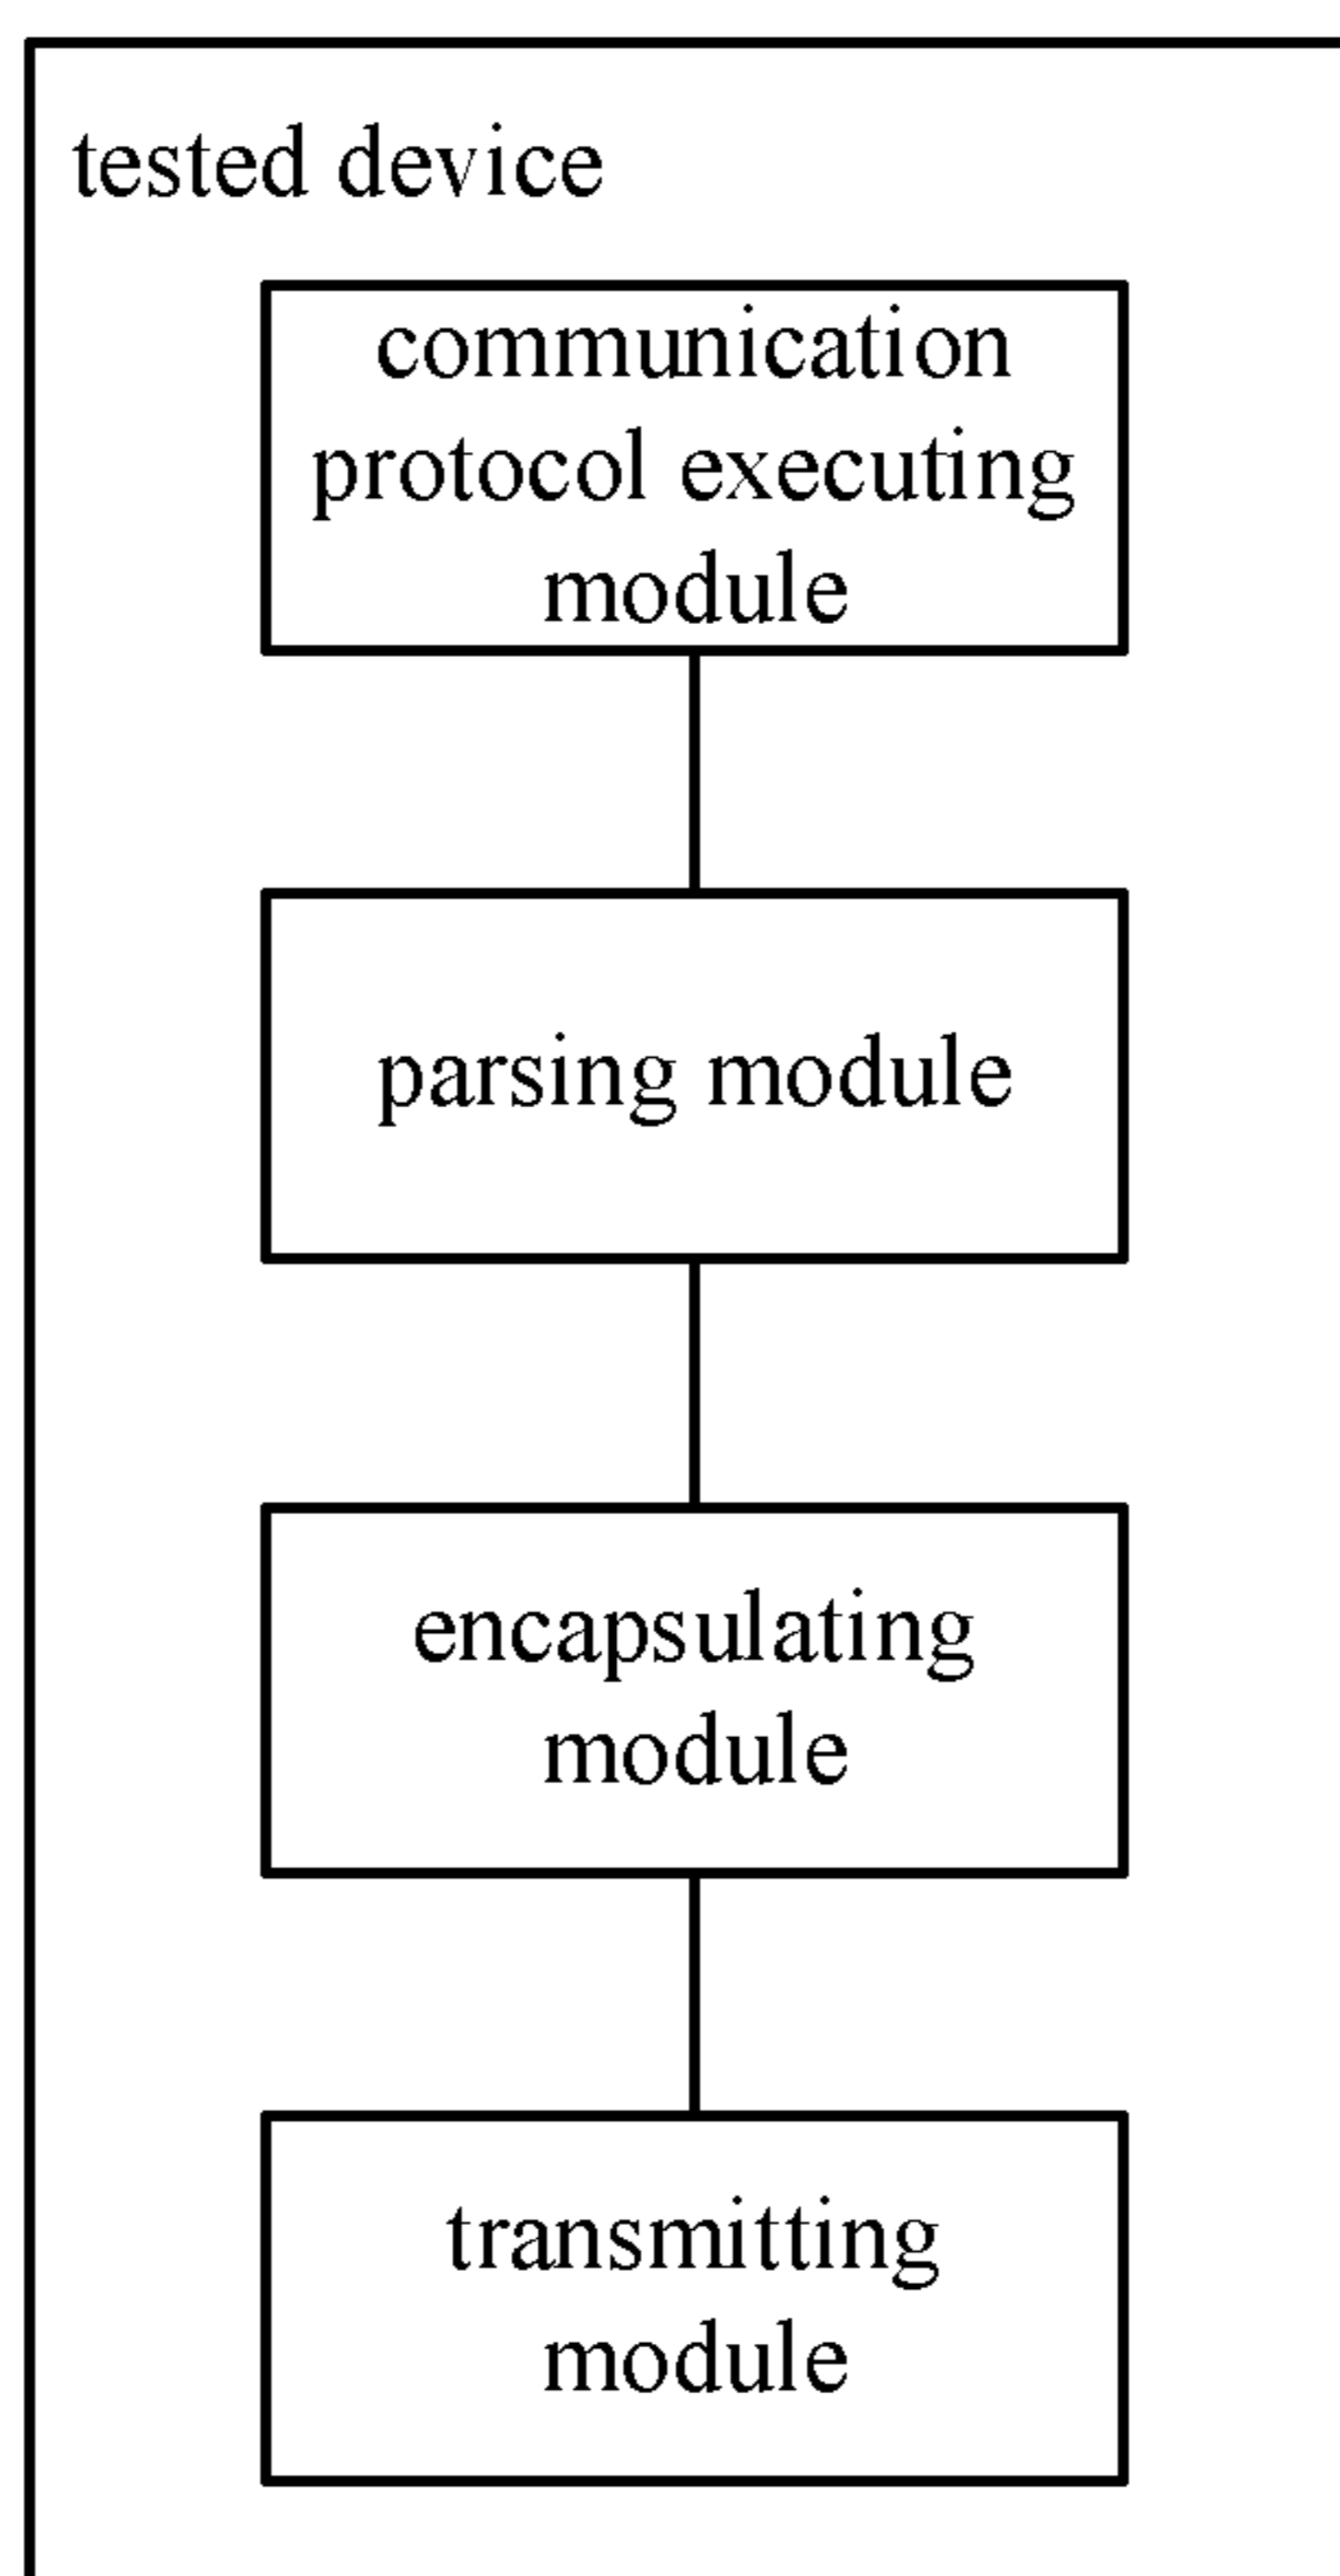 tested device
communication
protocol executing
module
parsing module
encapsulating
module
transmitting
module